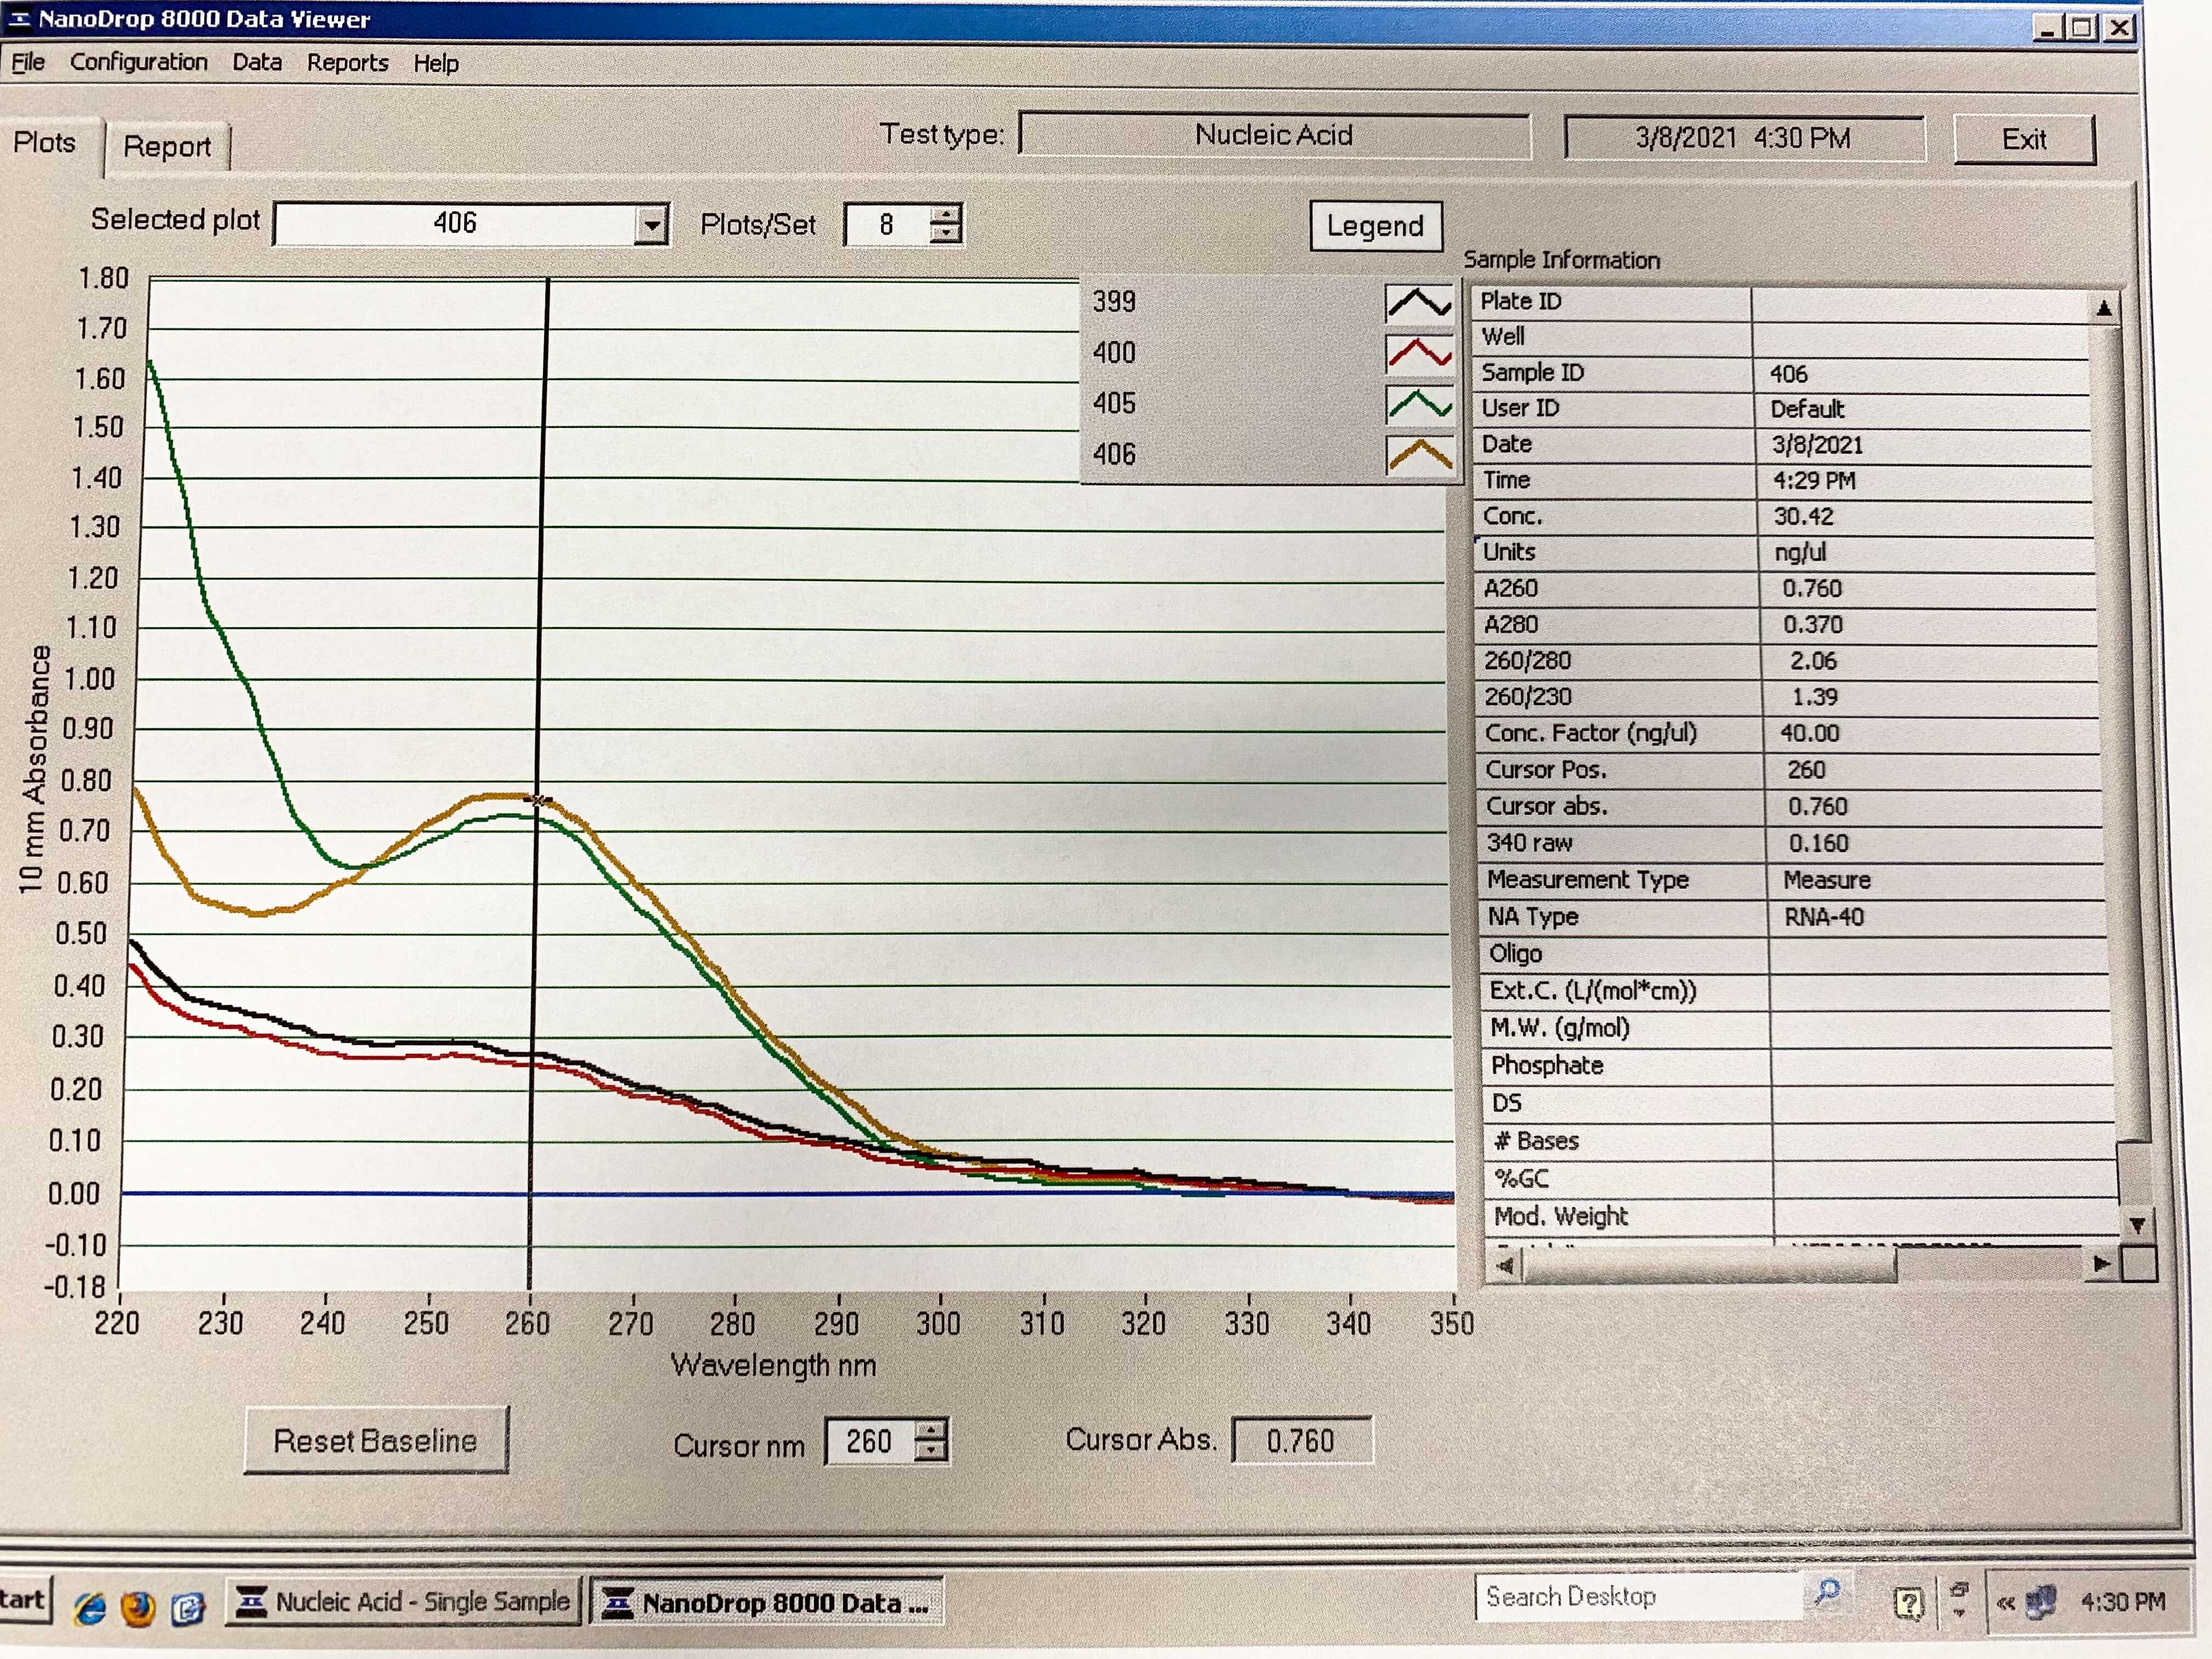 NanoDrop 8000 Data Viewer
File Configuration Data Reports Help
Plots Report
Test type: Nucleic Acid 3/8/2021 4:30 PM Exit
Selected plot 406 Plots/Set 8 Legend
399
400
405
406
10 mm Absorbance
1.80
1.70
1.60
1.50
1.40
1.30
1.20
1.10
1.00
0.90
0.80
0.70
0.60
0.50
0.40
0.30
0.20
0.10
0.00
-0.10
-0.18
220 230 240 250 260 270 280 290 300 310 320 330 340 350
Wavelength nm
Sample Information
Plate ID
Well
Sample ID 406
User ID Default
Date 3/8/2021
Time 4:29 PM
Conc. 30.42
Units ng/ul
A260 0.760
A280 0.370
260/280 2.06
260/230 1.39
Conc. Factor (ng/ul) 40.00
Cursor Pos. 260
Cursor abs. 0.760
340 raw 0.160
Measurement Type Measure
NA Type RNA-40
Oligo
Ext.C. (L/(mol*cm))
M.W. (g/mol)
Phosphate
DS
# Bases
%GC
Mod. Weight
Reset Baseline Cursor nm 260 Cursor Abs. 0.760
tart Nucleic Acid - Single Sample NanoDrop 8000 Data ... Search Desktop « 4:30 PM